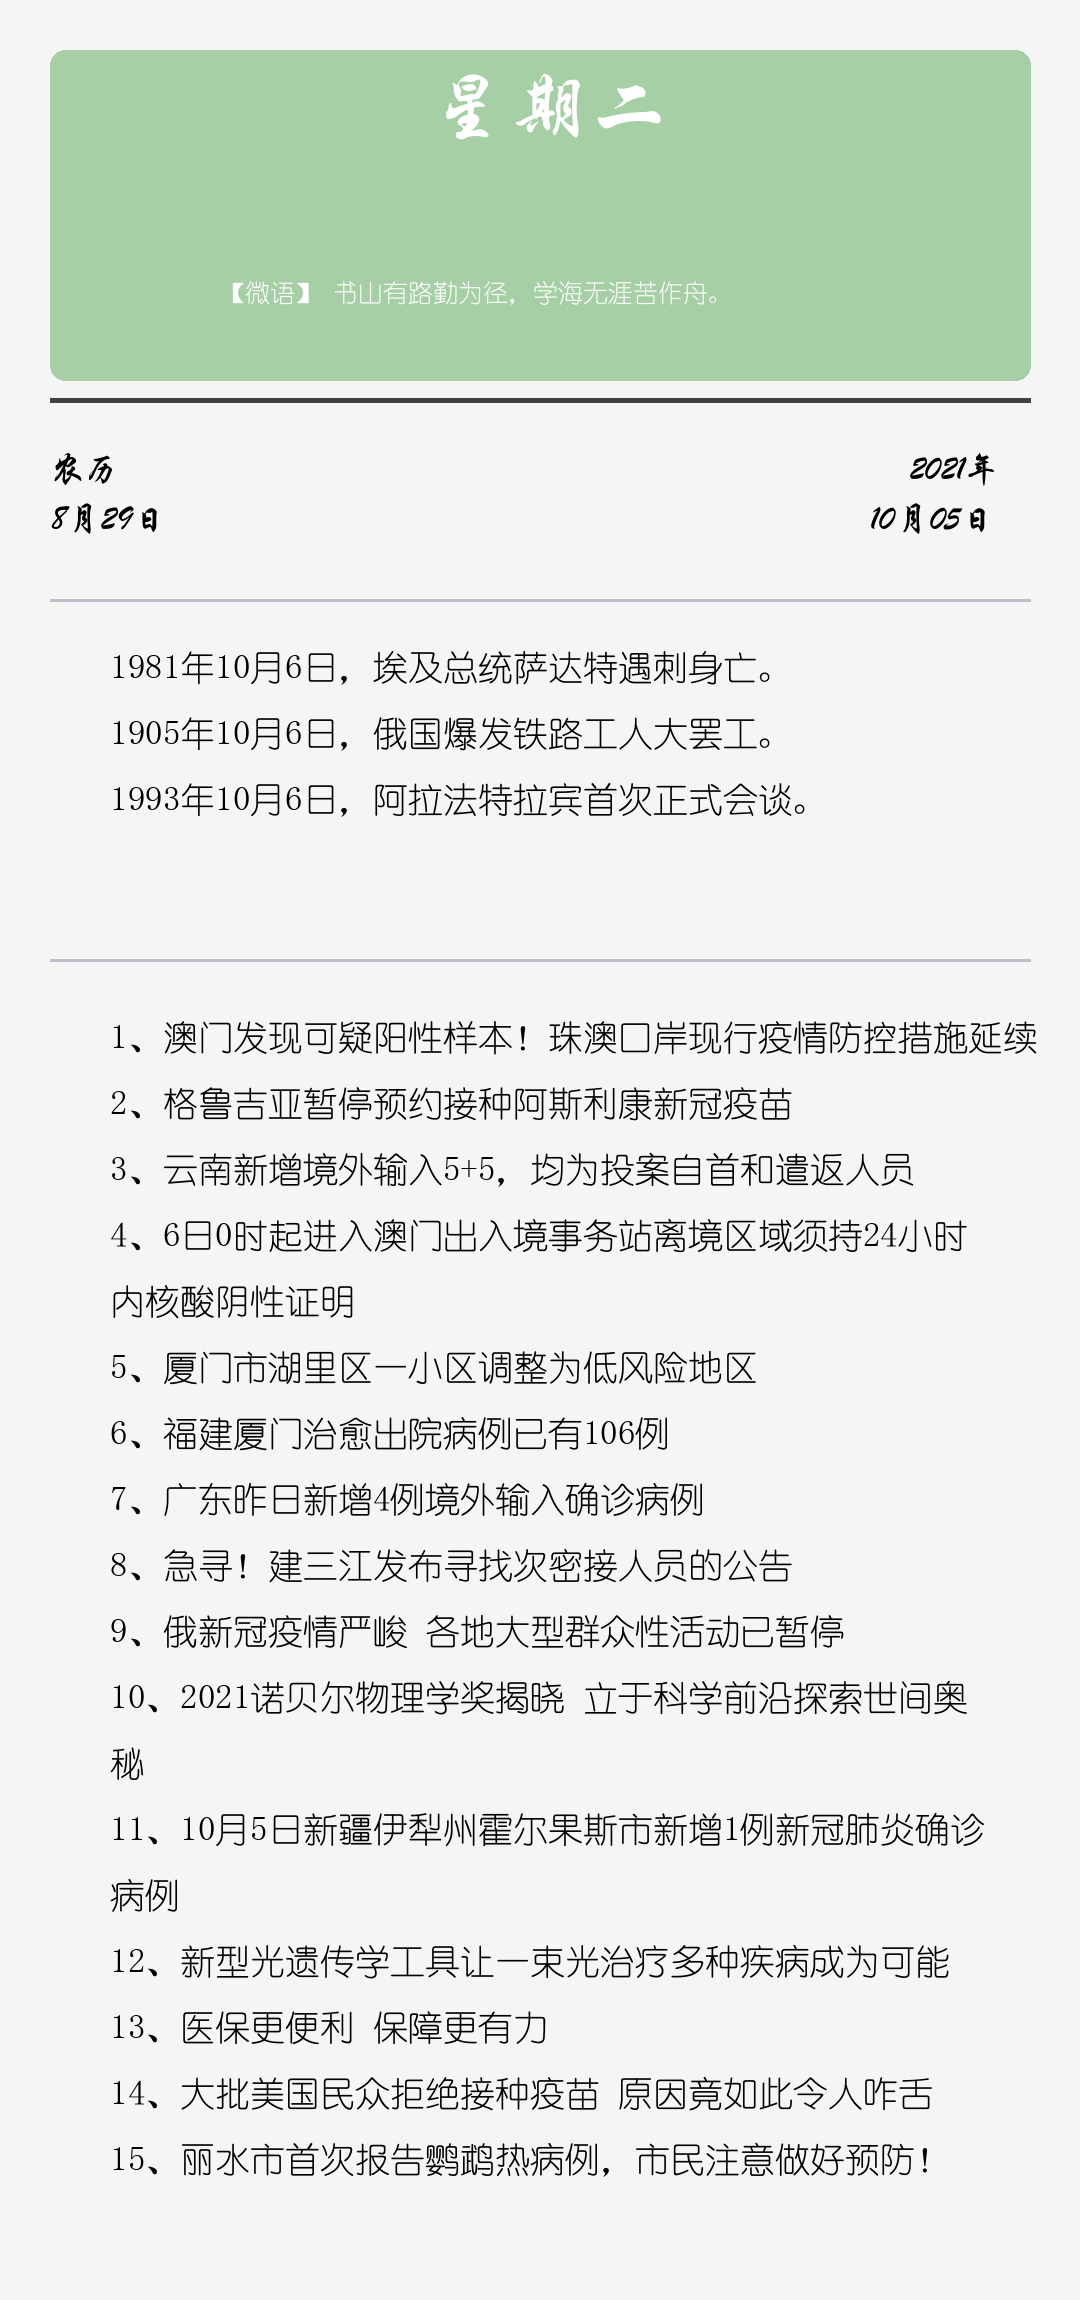 星期二
【微语】 书山有路勤为径，学海无涯苦作舟。
农历
8月29日
2021年
10月05日
1981年10月6日，埃及总统萨达特遇刺身亡。
1905年10月6日，俄国爆发铁路工人大罢工。
1993年10月6日，阿拉法特拉宾首次正式会谈。
1、澳门发现可疑阳性样本！珠澳口岸现行疫情防控措施延续
2、格鲁吉亚暂停预约接种阿斯利康新冠疫苗
3、云南新增境外输入5+5，均为投案自首和遣返人员
4、6日0时起进入澳门出入境事务站离境区域须持24小时
内核酸阴性证明
5、厦门市湖里区一小区调整为低风险地区
6、福建厦门治愈出院病例已有106例
7、广东昨日新增4例境外输入确诊病例
8、急寻！建三江发布寻找次密接人员的公告
9、俄新冠疫情严峻 各地大型群众性活动已暂停
10、2021诺贝尔物理学奖揭晓 立于科学前沿探索世间奥
秘
11、10月5日新疆伊犁州霍尔果斯市新增1例新冠肺炎确诊
病例
12、新型光遗传学工具让一束光治疗多种疾病成为可能
13、医保更便利 保障更有力
14、大批美国民众拒绝接种疫苗 原因竟如此令人咋舌
15、丽水市首次报告鹦鹉热病例，市民注意做好预防！